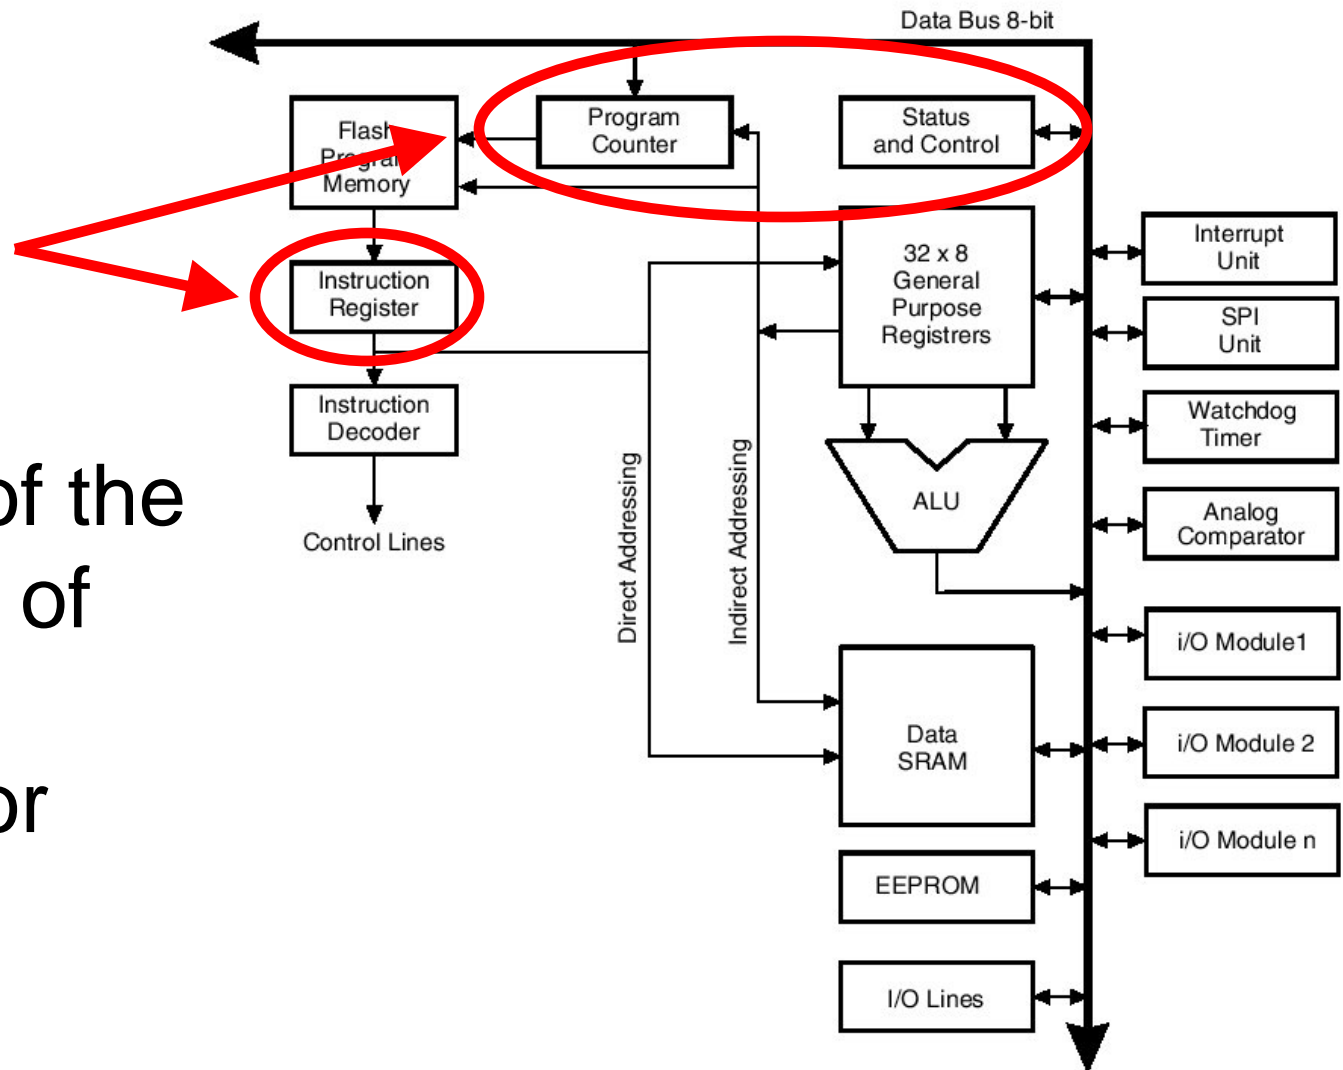 Data Bus 8-bit
Flash
Program
Memory
Program
Counter
Status
and Control
Instruction
Register
32 x 8
General
Purpose
Registrers
Interrupt
Unit
SPI
Unit
Instruction
Decoder
Watchdog
Timer
of the
Control Lines
Direct Addressing
Indirect Addressing
ALU
Analog
Comparator
of
i/O Module1
Data
SRAM
i/O Module 2
or
i/O Module n
EEPROM
I/O Lines